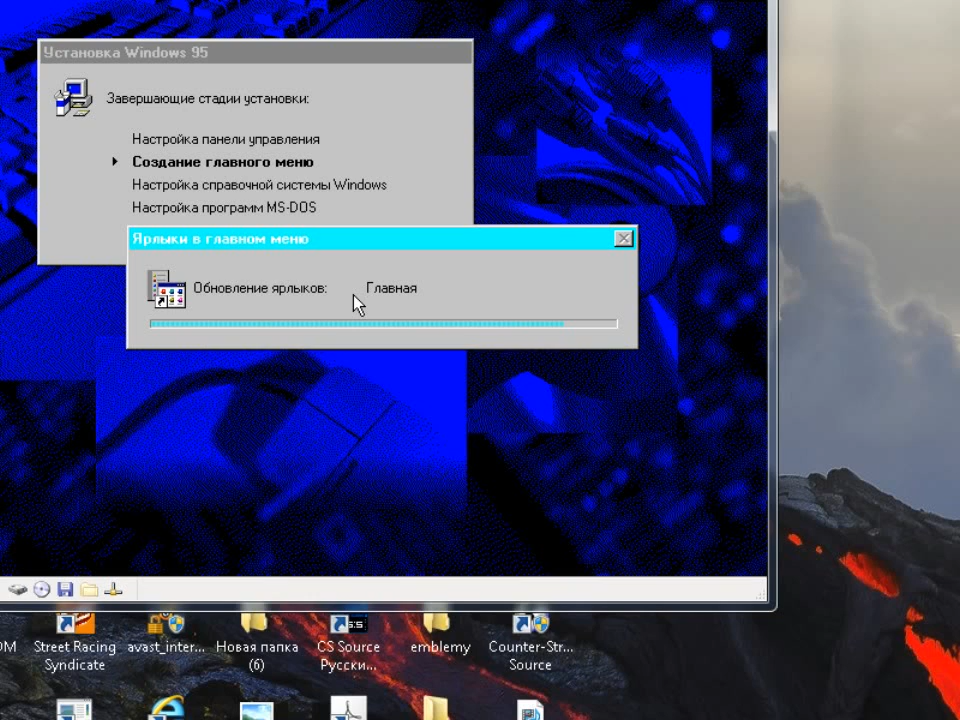 Установка Windows 95
Завершающие стадии установки:
Настройка панели управления
Создание главного меню
Настройка справочной системы Windows
Настройка программ MS-DOS
Ярлыки в главном меню
Обновление ярлыков: Главная
Street Racing Syndicate
avast_inter...
Новая папка (6)
CS Source Русски...
emblemy
Counter-Str... Source